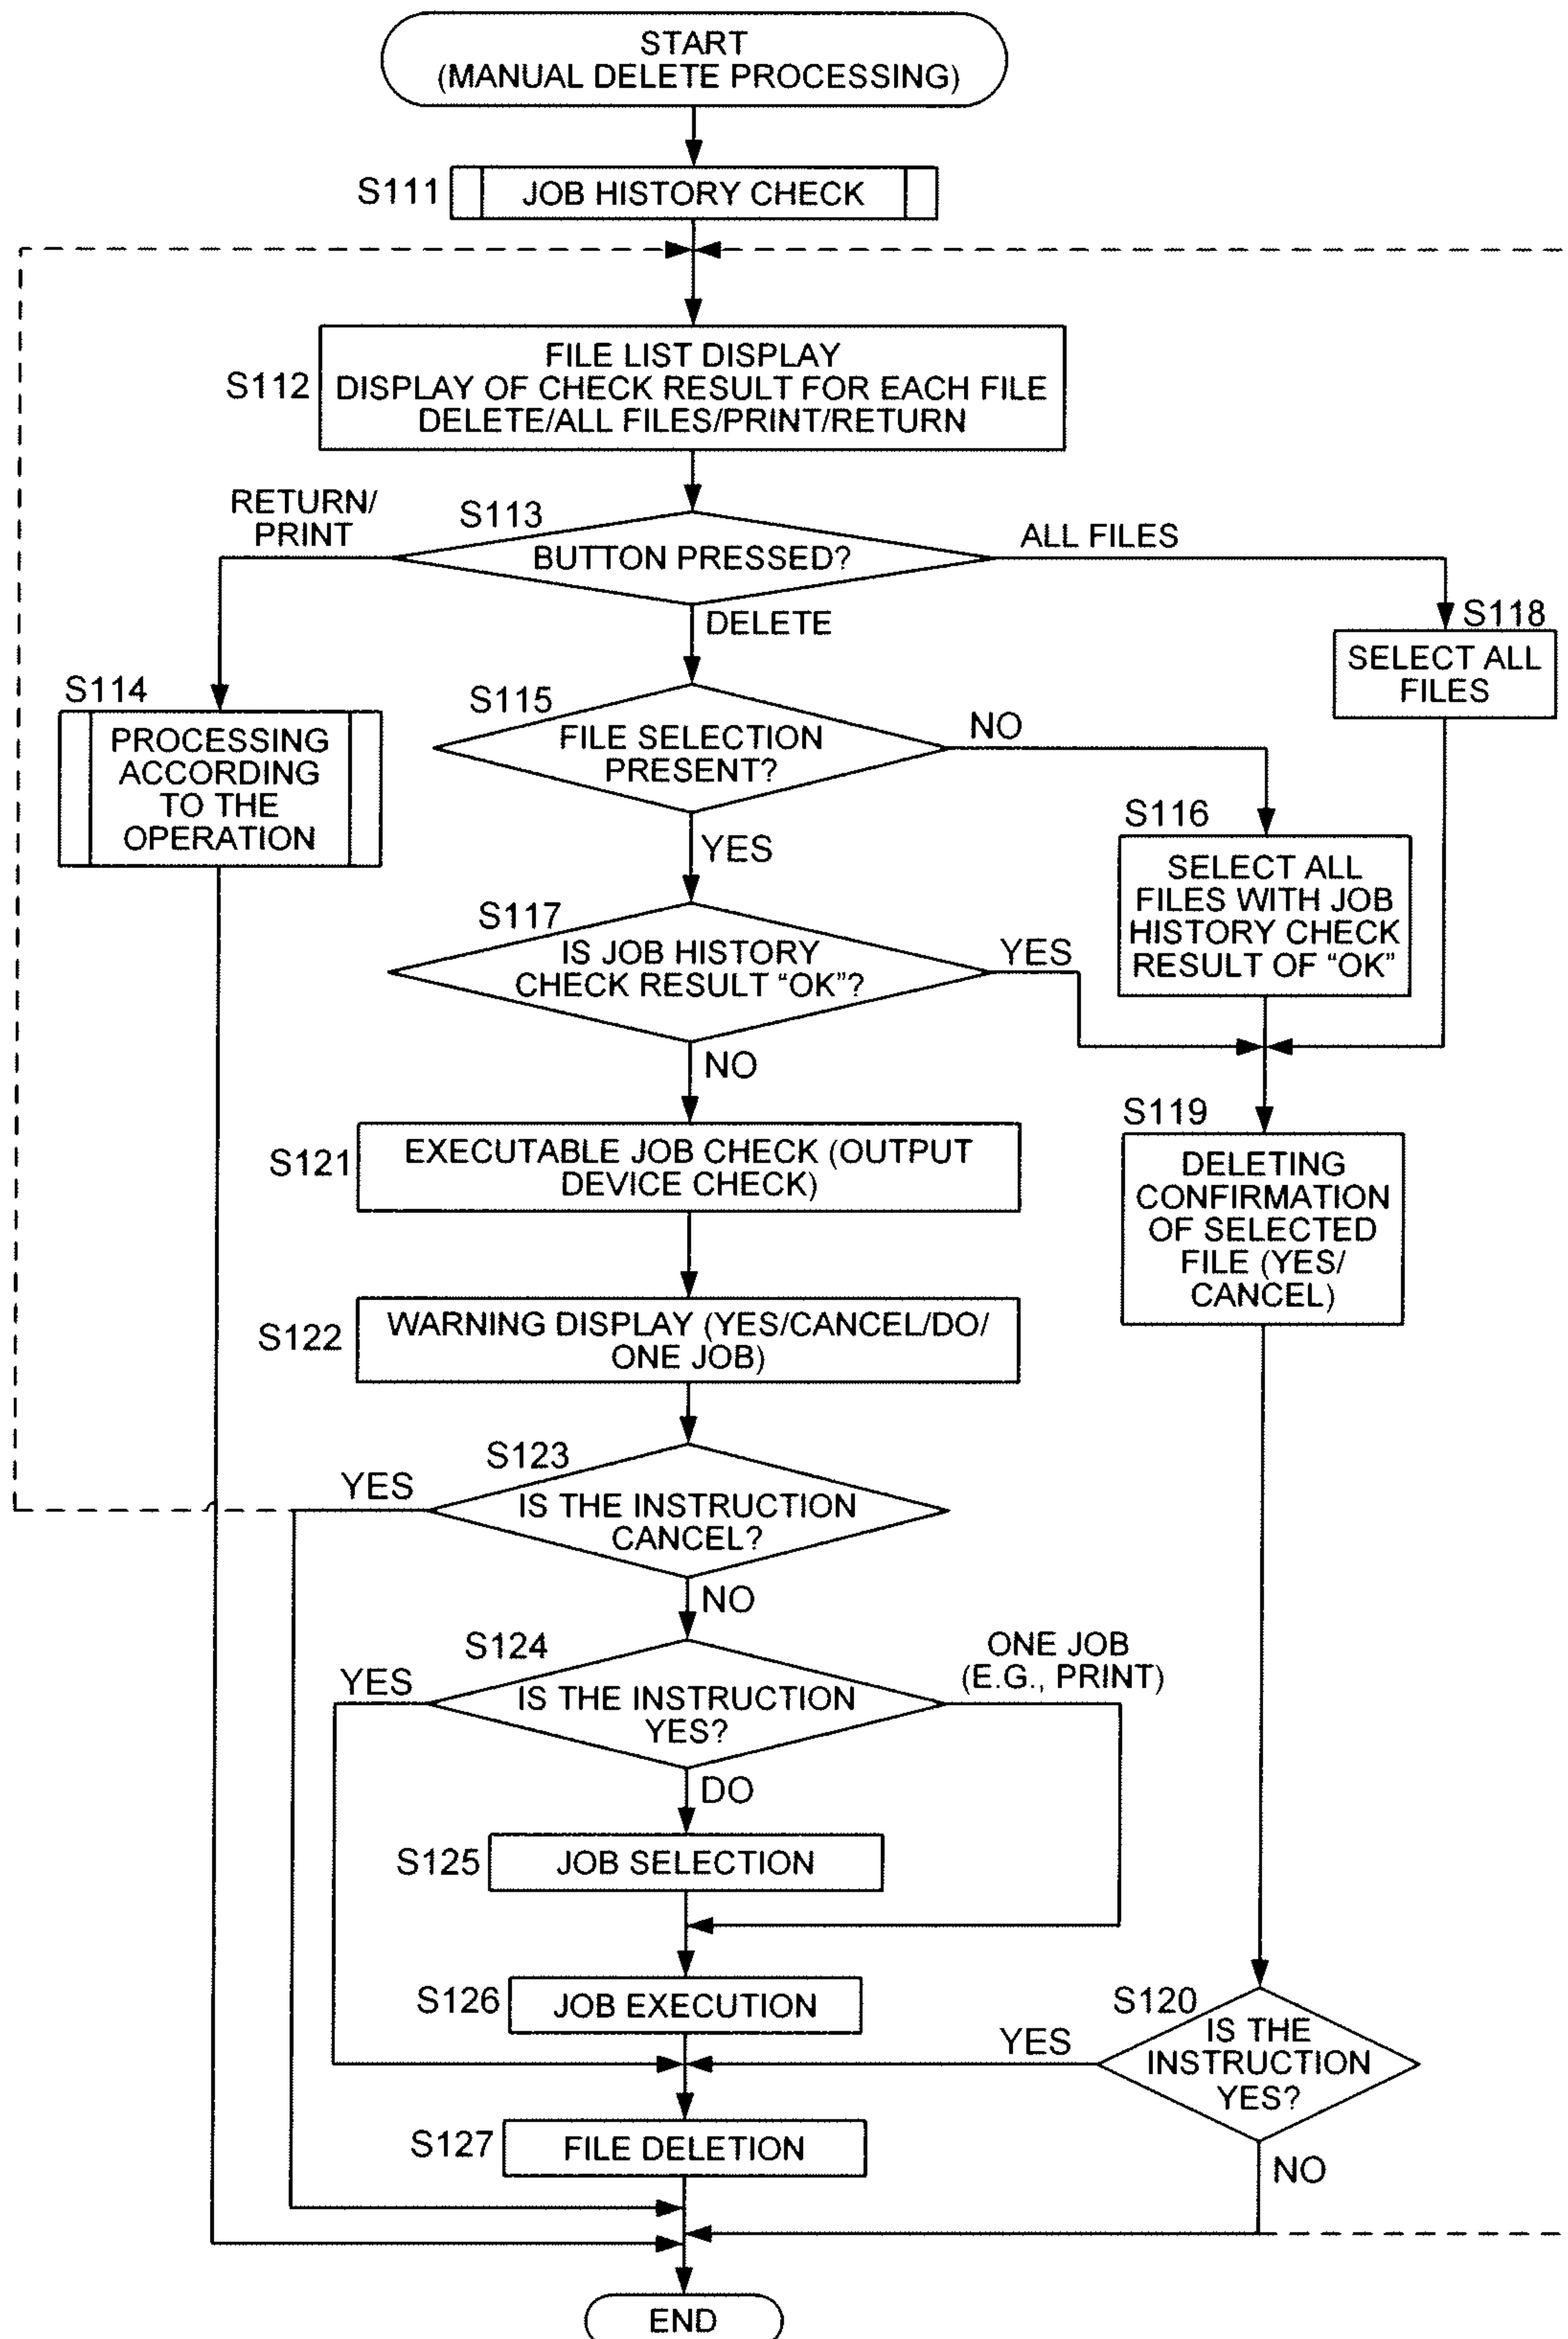 START
(MANUAL DELETE PROCESSING)
S111
JOB HISTORY CHECK
S112
FILE LIST DISPLAY
DISPLAY OF CHECK RESULT FOR EACH FILE
DELETE/ALL FILES/PRINT/RETURN
RETURN/
PRINT
S113
BUTTON PRESSED?
ALL FILES
DELETE
S118
SELECT ALL
FILES
S114
PROCESSING
ACCORDING
TO THE
OPERATION
S115
FILE SELECTION
PRESENT?
NO
YES
S116
SELECT ALL
FILES WITH JOB
HISTORY CHECK
RESULT OF “OK”
S117
IS JOB HISTORY
CHECK RESULT “OK”?
YES
NO
S119
DELETING
CONFIRMATION
OF SELECTED
FILE (YES/
CANCEL)
S121
EXECUTABLE JOB CHECK (OUTPUT
DEVICE CHECK)
S122
WARNING DISPLAY (YES/CANCEL/DO/
ONE JOB)
S123
YES
IS THE INSTRUCTION
CANCEL?
NO
S124
YES
IS THE INSTRUCTION
YES?
ONE JOB
(E.G., PRINT)
DO
S125
JOB SELECTION
S126
JOB EXECUTION
S120
IS THE
INSTRUCTION
YES?
YES
NO
S127
FILE DELETION
END